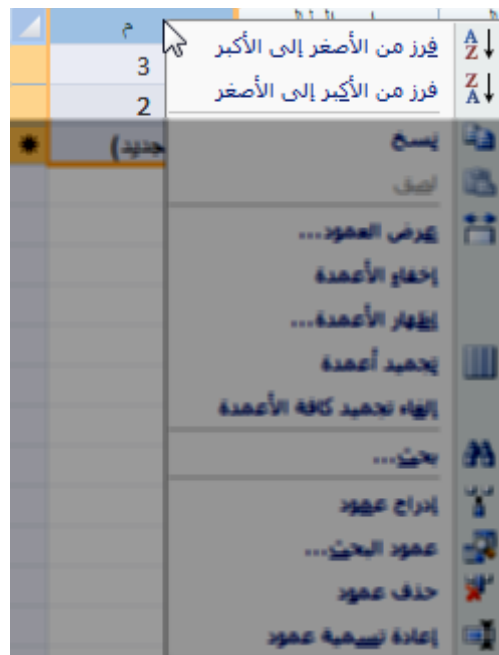 م
3
2
(جديد)
فرز من الأصغر إلى الأكبر
فرز من الأكبر إلى الأصغر
نسخ
لصق
عرض العمود...
إخفاء الأعمدة
إظهار الأعمدة...
تجميد أعمدة
إلغاء تجميد كافة الأعمدة
بحث...
إدراج عمود
عمود البحث...
حذف عمود
إعادة تسمية عمود